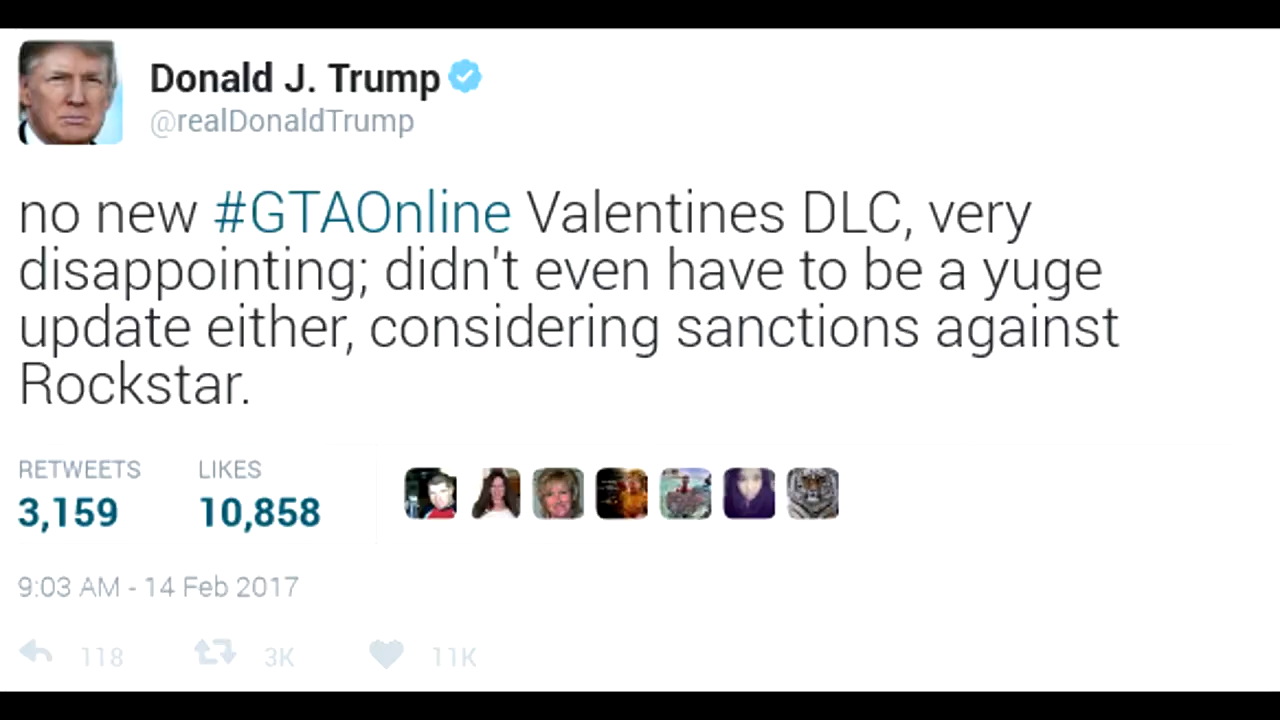 Donald J. Trump
@realDonaldTrump
no new #GTAOnline Valentines DLC, very
disappointing; didn't even have to be a yuge
update either, considering sanctions against
Rockstar.
RETWEETS LIKES
3,159 10,858
9:03 AM - 14 Feb 2017
118 3K 11K